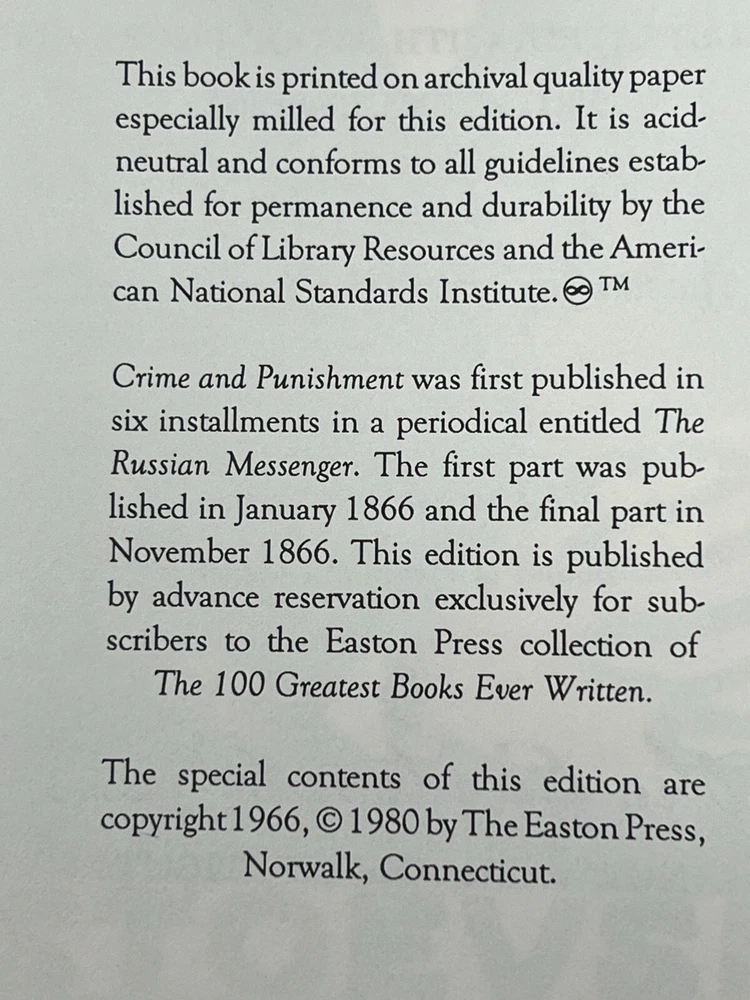 This book is printed on archival quality paper
especially milled for this edition. It is acid-
neutral and conforms to all guidelines estab-
lished for permanence and durability by the
Council of Library Resources and the Ameri-
can National Standards Institute. ♾ ™
Crime and Punishment was first published in
six installments in a periodical entitled The
Russian Messenger. The first part was pub-
lished in January 1866 and the final part in
November 1866. This edition is published
by advance reservation exclusively for sub-
scribers to the Easton Press collection of
The 100 Greatest Books Ever Written.
The special contents of this edition are
copyright 1966, © 1980 by The Easton Press,
Norwalk, Connecticut.